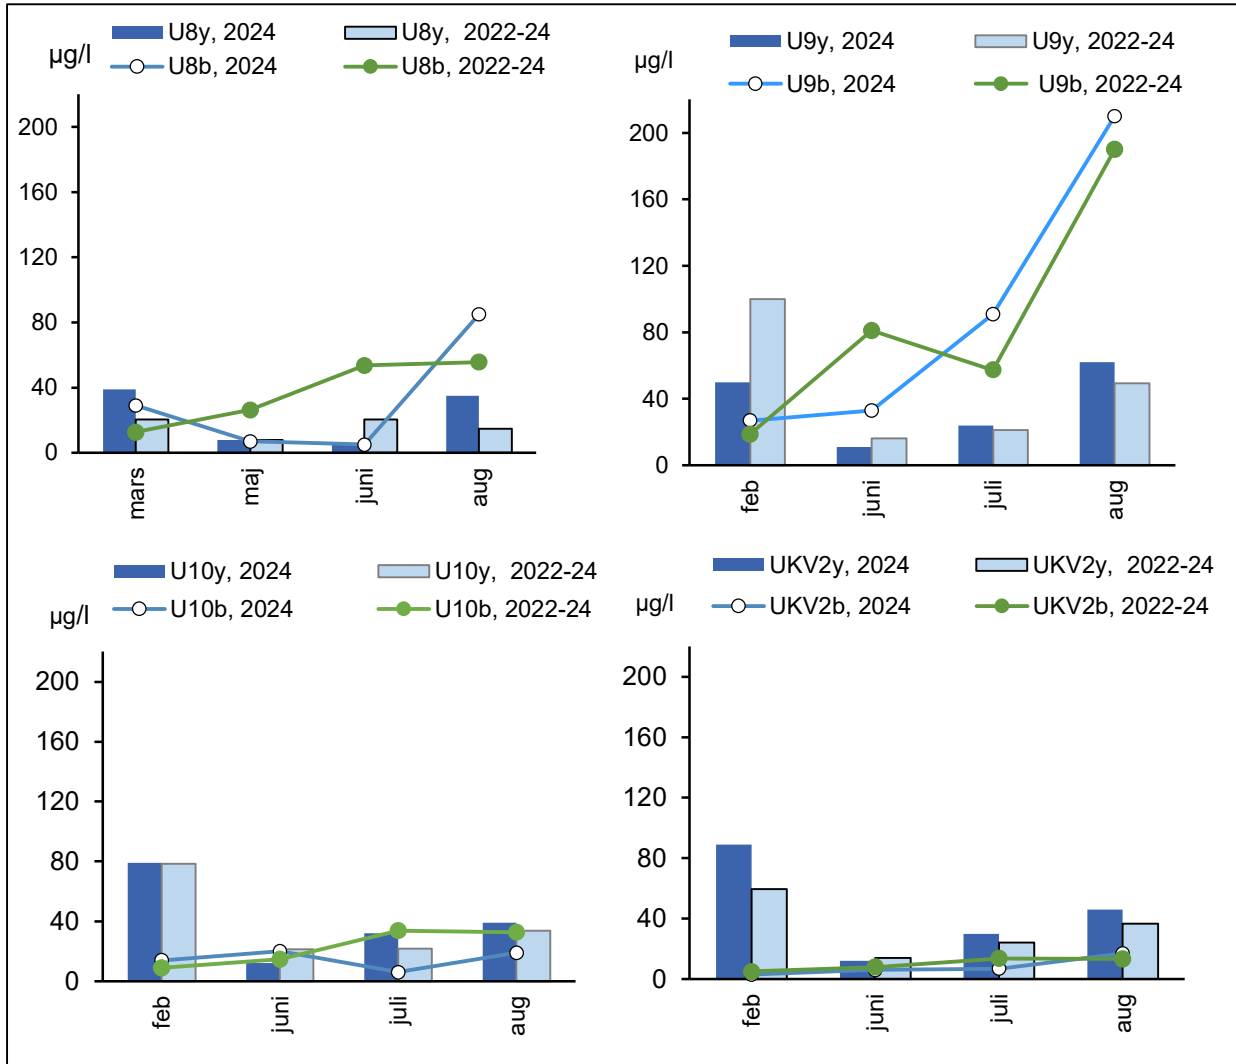 U8y, 2024 U8y, 2022-24
µg/l
U8b, 2024 U8b, 2022-24
200
160
120
80
40
0
mars maj juni aug
U9y, 2024 U9y, 2022-24
µg/l
U9b, 2024 U9b, 2022-24
200
160
120
80
40
0
feb juni juli aug
U10y, 2024 U10y, 2022-24
U10b, 2024 U10b, 2022-24
µg/l
200
160
120
80
40
0
feb juni juli aug
UKV2y, 2024 UKV2y, 2022-24
UKV2b, 2024 UKV2b, 2022-24
µg/l
200
160
120
80
40
0
feb juni juli aug